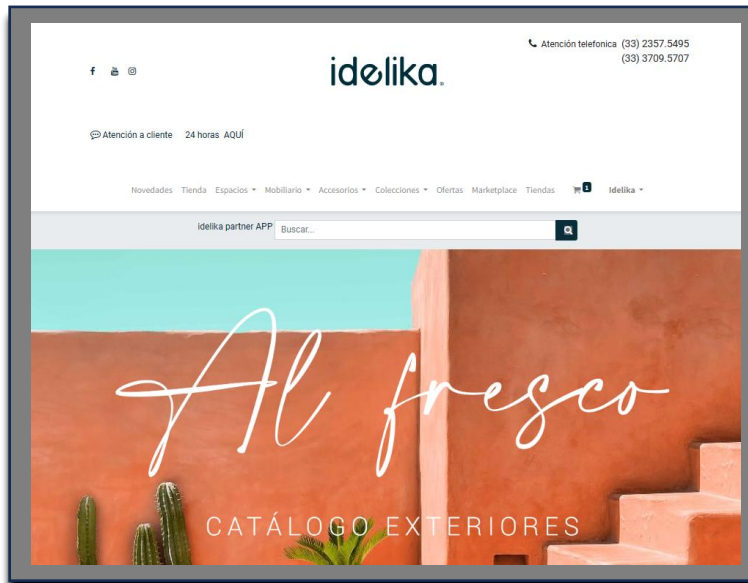 Atención telefonica (33) 2357.5495
(33) 3709.5707
idelika.
Atención a cliente 24 horas AQUÍ
Novedades Tienda Espacios Mobiliario Accesorios Colecciones Ofertas Marketplace Tiendas 1 Idelika
idelika partner APP Buscar...
Al fresco
CATÁLOGO EXTERIORES